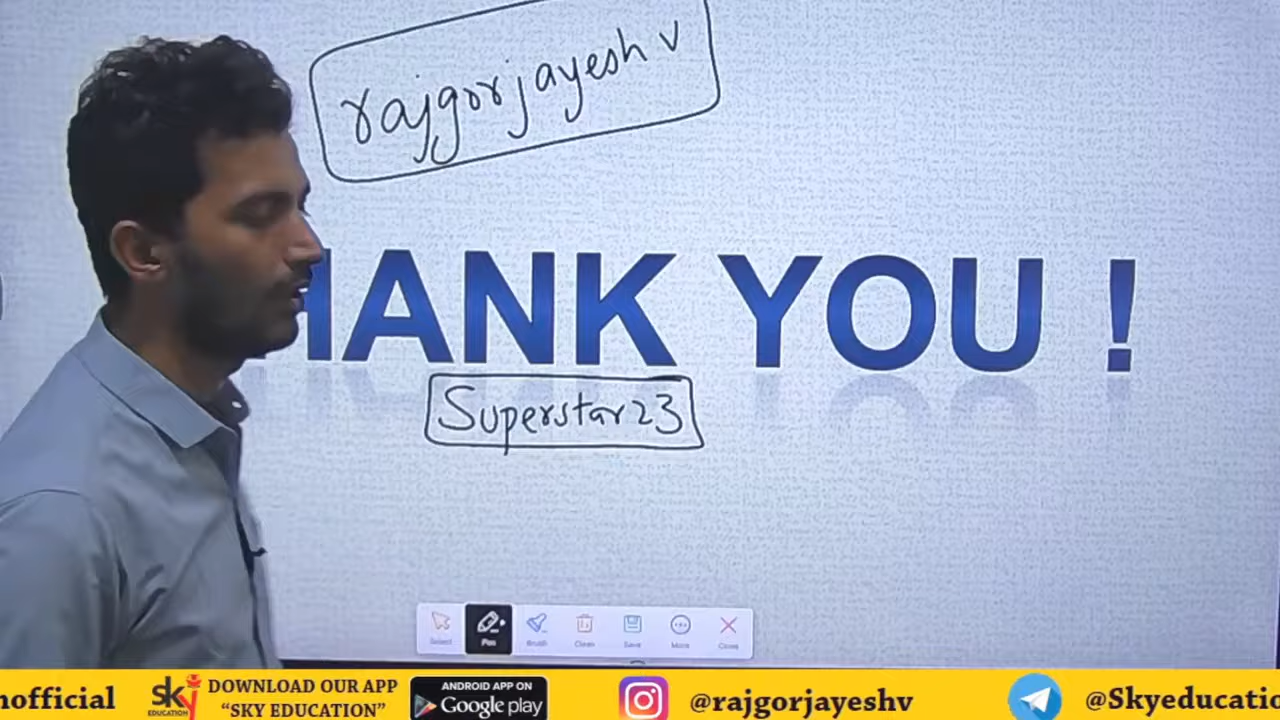 rajgorjayesh v
HANK YOU !
Superstar23
Select
Pen
Brush
Clean
Save
More
Close
nofficial
sky
EDUCATION
DOWNLOAD OUR APP
“SKY EDUCATION”
ANDROID APP ON
Google play
@rajgorjayeshv
@Skyeducatio